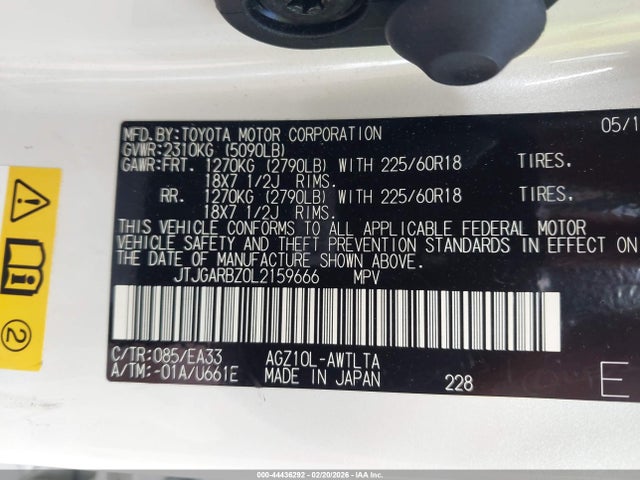 MFD.BY:TOYOTA MOTOR CORPORATION 05/1
GVWR:2310KG (5090LB)
GAWR:FRT. 1270KG (2790LB) WITH 225/60R18 TIRES.
18X7 1/2J RIMS.
RR. 1270KG (2790LB) WITH 225/60R18 TIRES.
18X7 1/2J RIMS.
THIS VEHICLE CONFORMS TO ALL APPLICABLE FEDERAL MOTOR
VEHICLE SAFETY AND THEFT PREVENTION STANDARDS IN EFFECT ON
THE DATE OF MANUFACTURE SHOWN ABOVE.
JTJGARBZ0L2159666 MPV
C/TR:085/EA33 AGZ10L-AWTLTA
A/TM:-01A/U661E MADE IN JAPAN 228 E
2
000-44436292 - 02/20/2026 - IAAI.COM